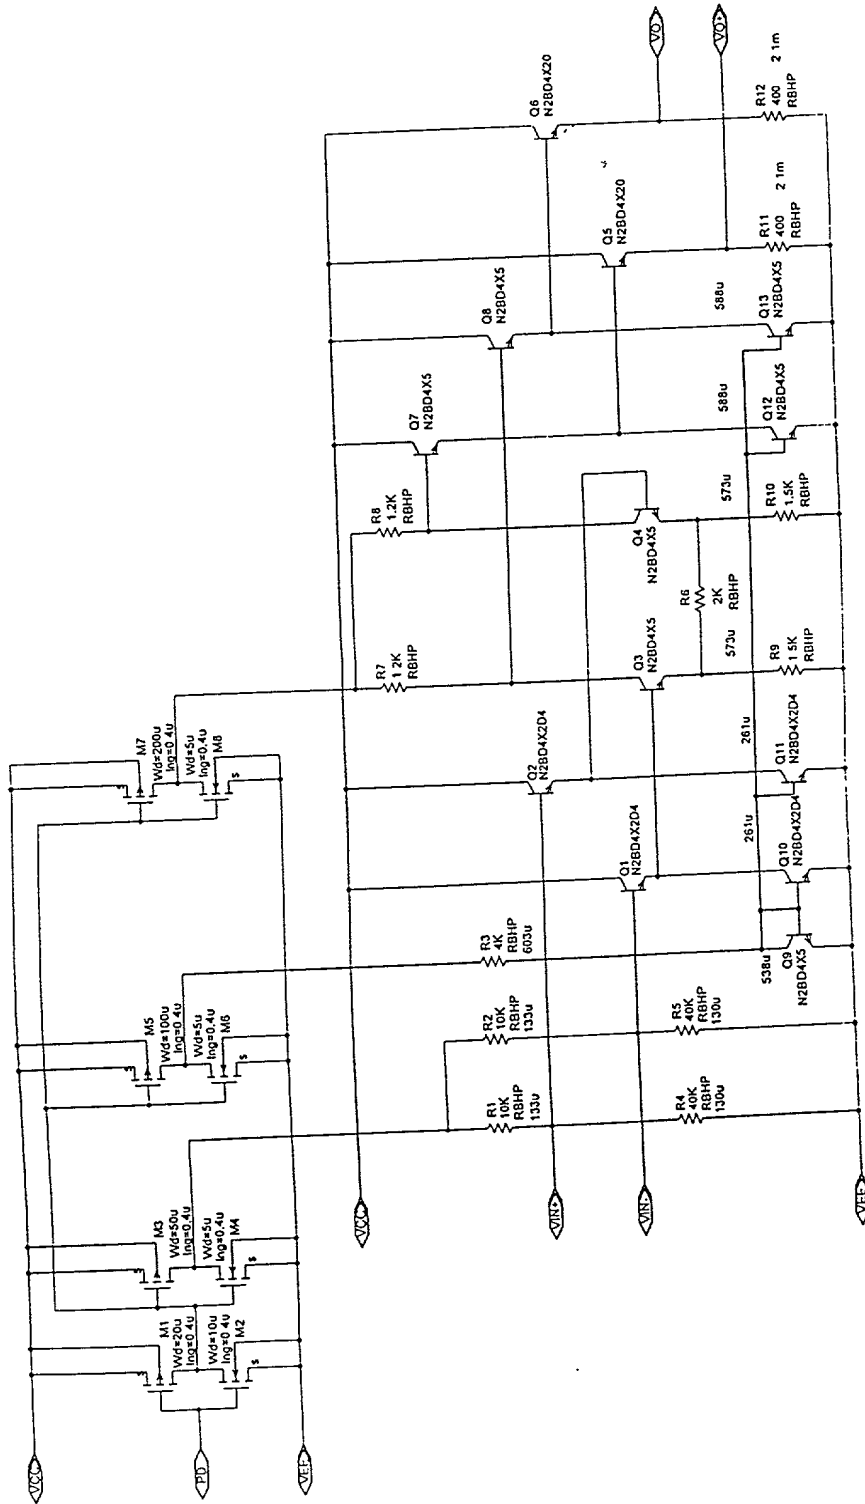 VCC
PD
VEE
M1
Wd=20u
lng=0.4u
Wd=10u
lng=0.4u
M2
S
M3
Wd=50u
lng=0.4u
Wd=5u
lng=0.4u
M4
S
M5
Wd=100u
lng=0.4u
Wd=5u
lng=0.4u
M6
S
M7
Wd=200u
lng=0.4u
Wd=5u
lng=0.4u
M8
S
VCC
VIN+
VIN-
VEE
R1
10K
RBHP
133u
R2
10K
RBHP
133u
R4
40K
RBHP
130u
R5
40K
RBHP
130u
R3
4K
RBHP
603u
538u
Q9
N2BD4X5
Q1
N2BD4X2D4
Q10
N2BD4X2D4
261u
Q2
N2BD4X2D4
Q11
N2BD4X2D4
261u
R7
1 2K
RBHP
Q3
N2BD4X5
573u
R9
1 5K
RBHP
R6
2K
RBHP
R8
1.2K
RBHP
Q4
N2BD4X5
573u
R10
1.5K
RBHP
Q7
N2BD4X5
588u
Q12
N2BD4X5
Q8
N2BD4X5
588u
Q13
N2BD4X5
Q5
N2BD4X20
R11
400
RBHP
2 1m
Q6
N2BD4X20
R12
400
RBHP
2 1m
VO-
VO+